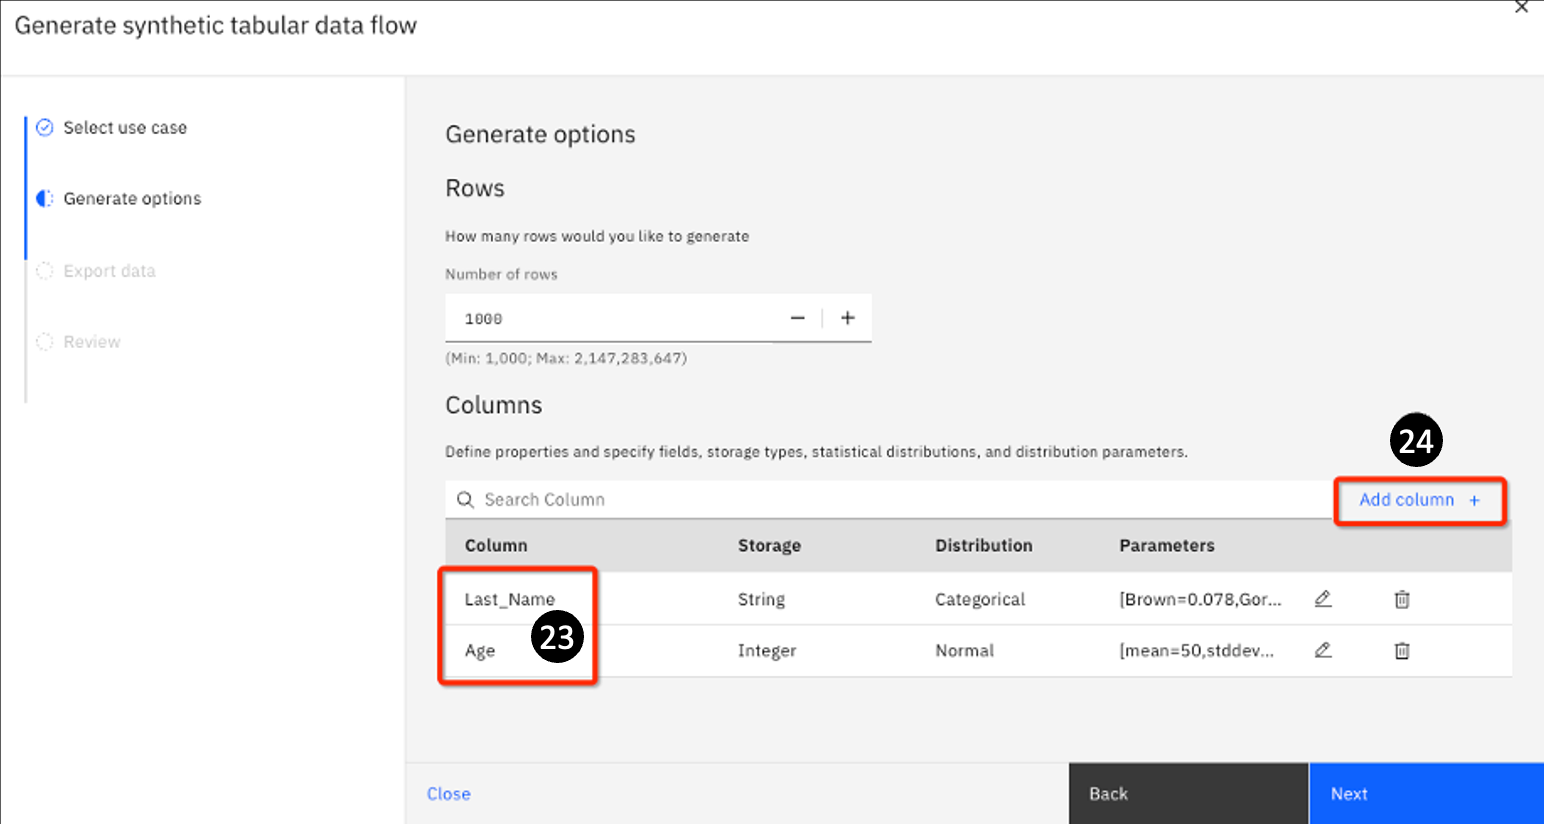 Generate synthetic tabular data flow
Select use case
Generate options
Export data
Review
Generate options
Rows
How many rows would you like to generate
Number of rows
1000
(Min: 1,000; Max: 2,147,283,647)
Columns
24
Define properties and specify fields, storage types, statistical distributions, and distribution parameters.
Search Column
Add column +
Column Storage Distribution Parameters
Last_Name String Categorical [Brown=0.078,Gor...
23
Age Integer Normal [mean=50,stddev...
Close Back Next